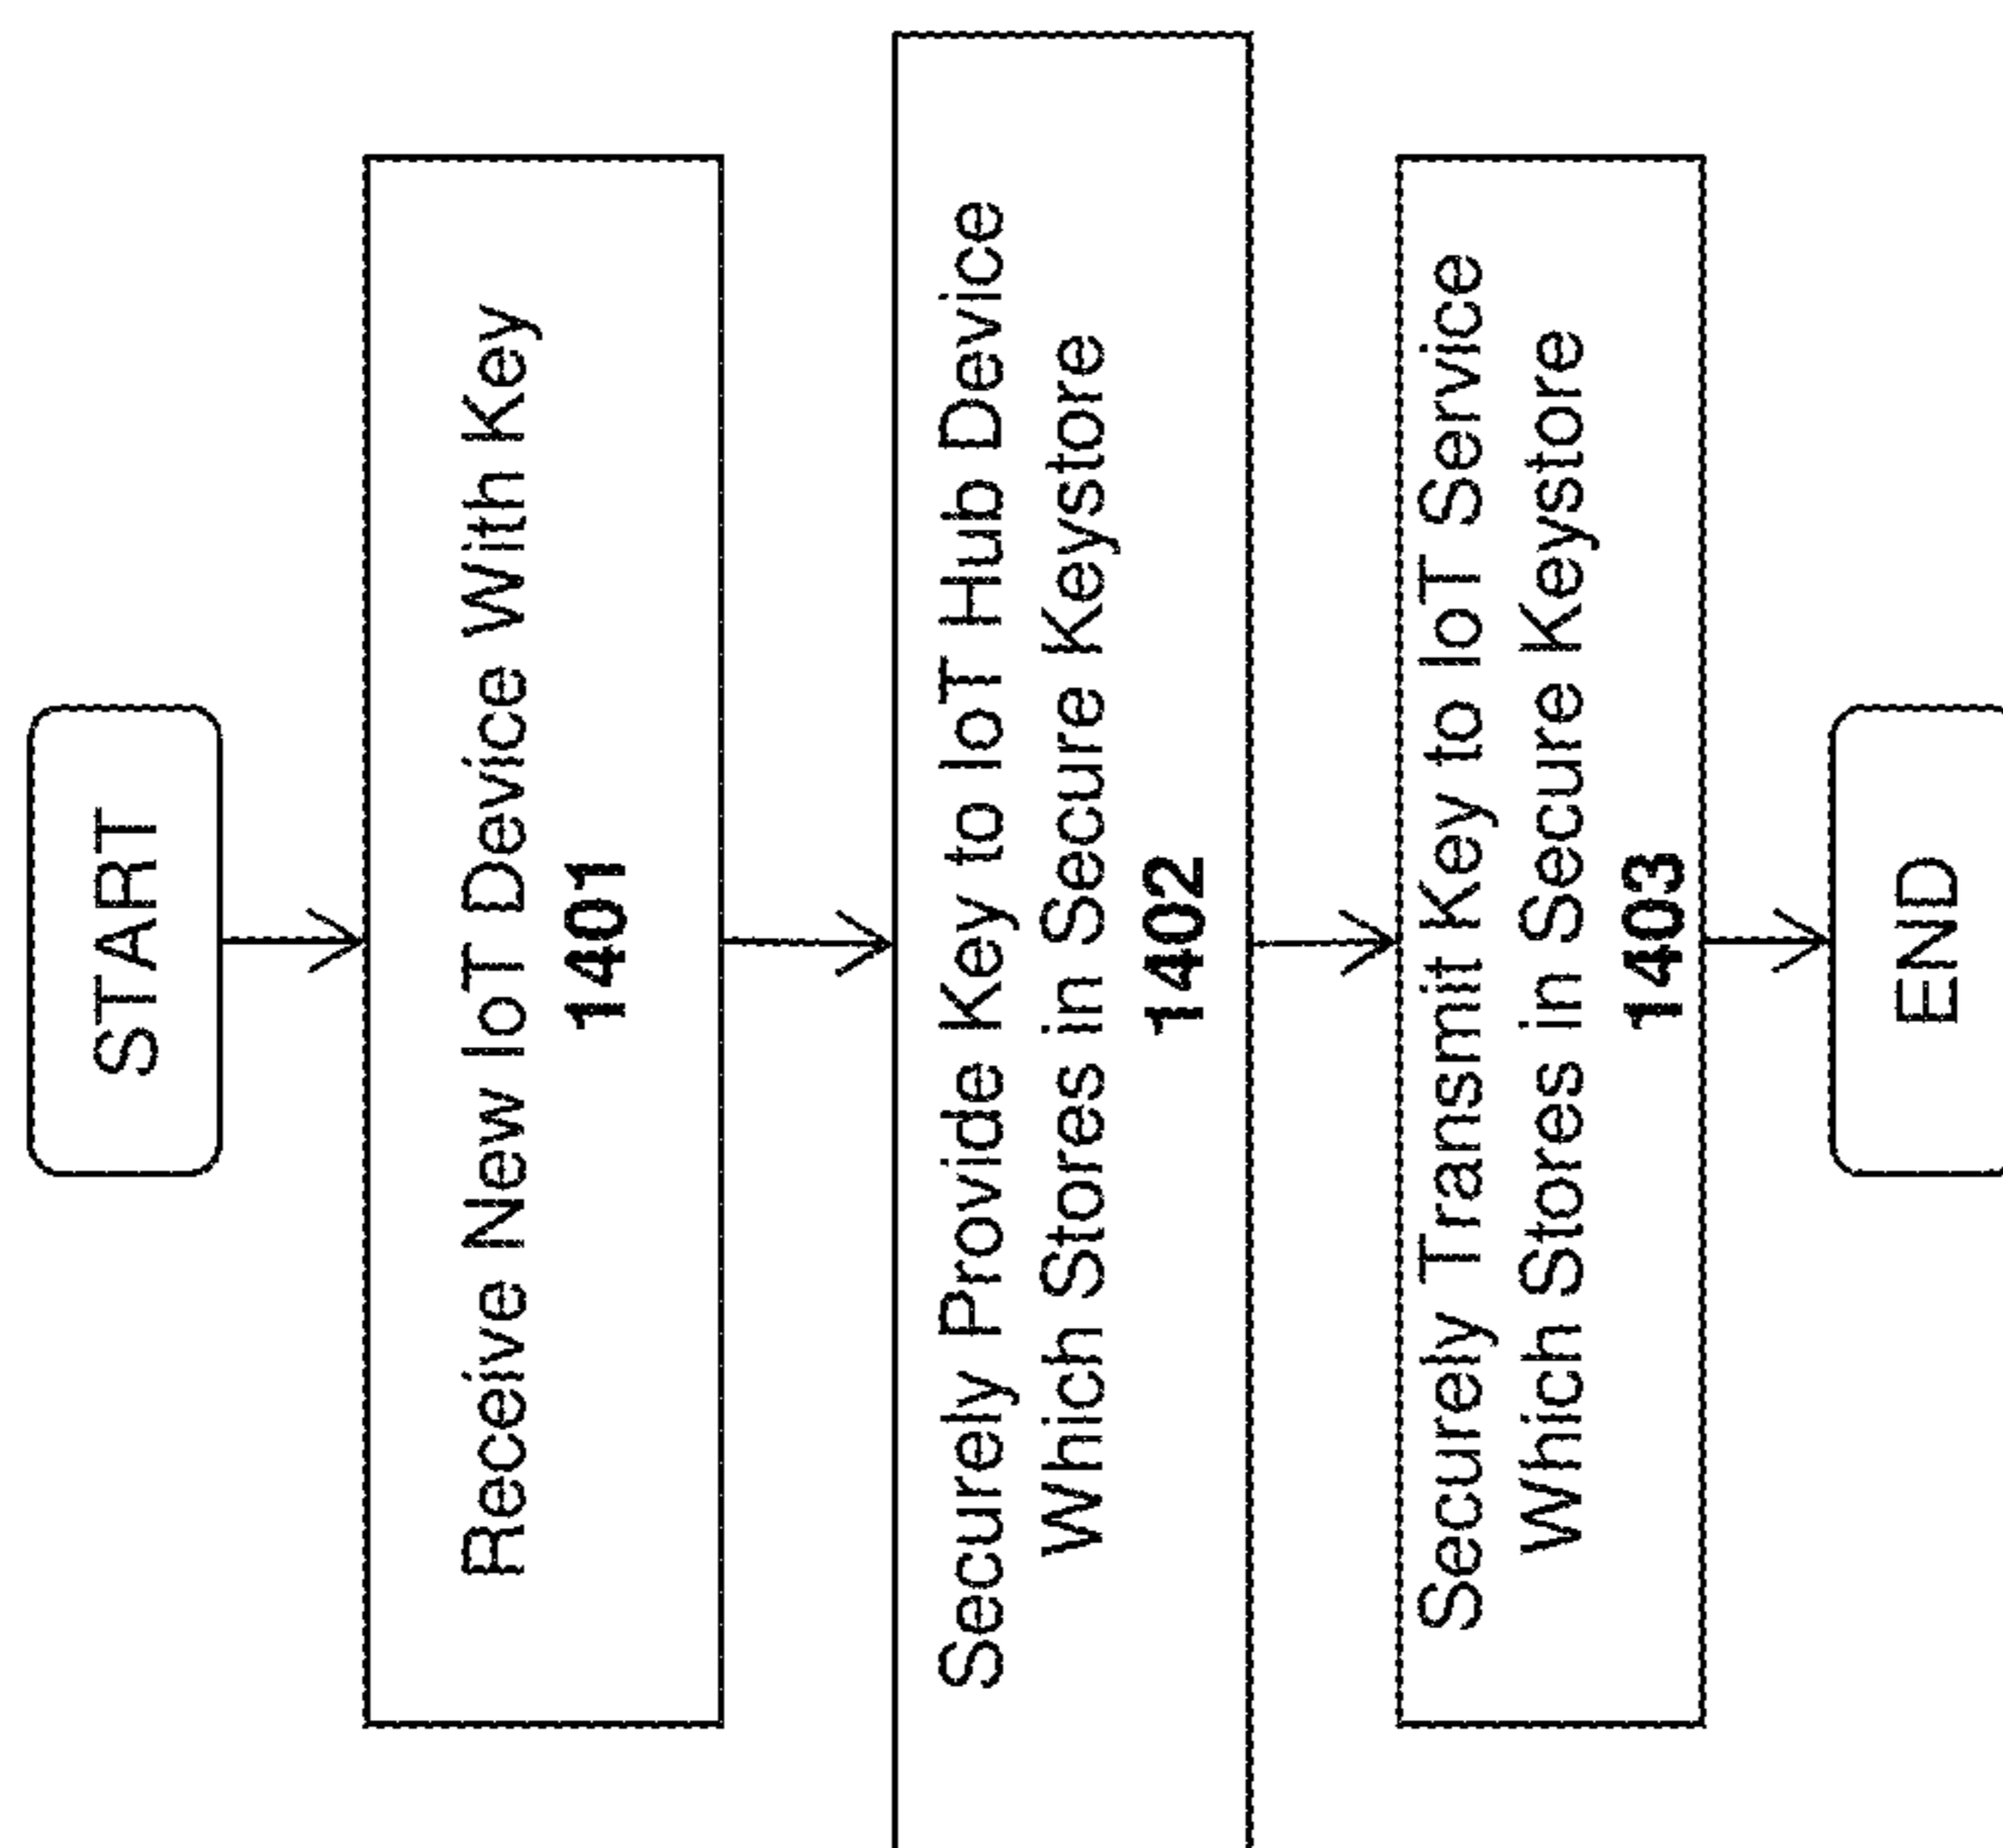 START
Receive New IoT Device With Key
1401
Securely Provide Key to IoT Hub Device
Which Stores in Secure Keystore
1402
Securely Transmit Key to IoT Service
Which Stores in Secure Keystore
1403
END